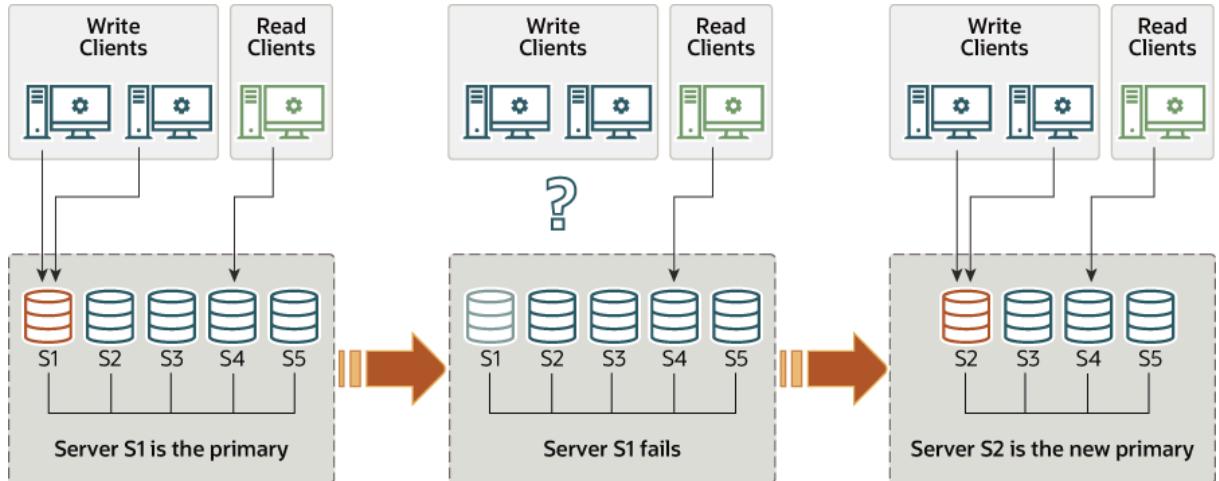 Write
Clients
Read
Clients
S1 S2 S3 S4 S5
Server S1 is the primary
Write
Clients
Read
Clients
?
S1 S2 S3 S4 S5
Server S1 fails
Write
Clients
Read
Clients
S2 S3 S4 S5
Server S2 is the new primary